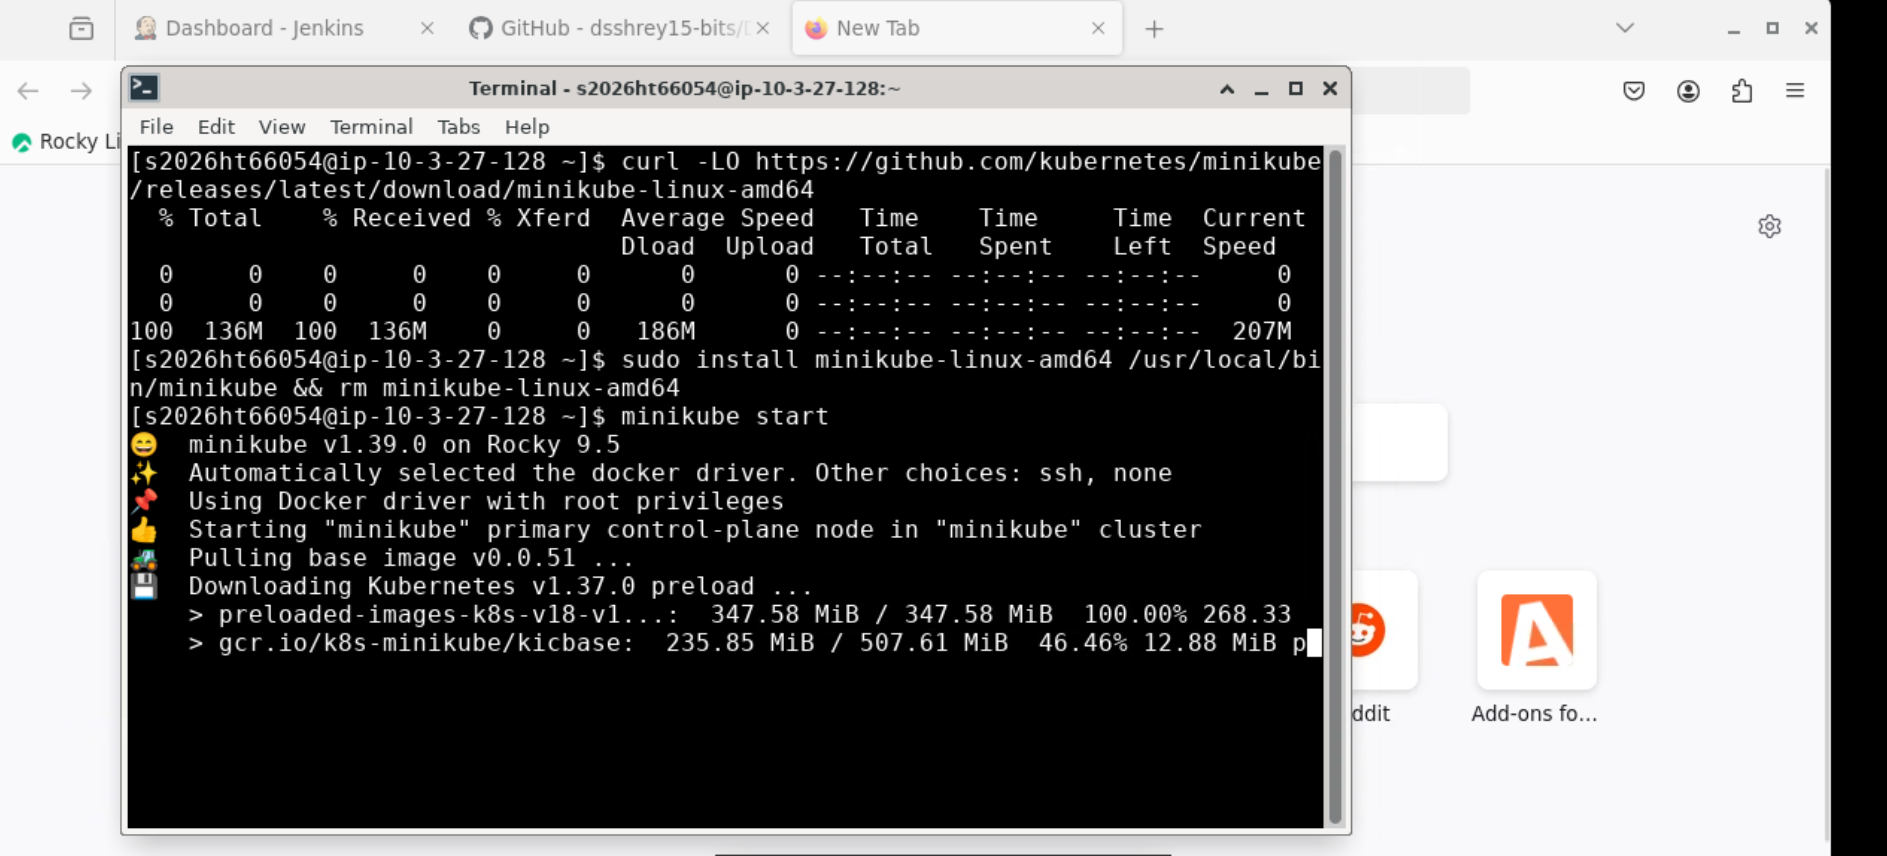 Dashboard - Jenkins
GitHub - dsshrey15-bits/
New Tab
Terminal - s2026ht66054@ip-10-3-27-128:~
File Edit View Terminal Tabs Help
Rocky Li
[s2026ht66054@ip-10-3-27-128 ~]$ curl -LO https://github.com/kubernetes/minikube
/releases/latest/download/minikube-linux-amd64
% Total % Received % Xferd Average Speed Time Time Time Current
Dload Upload Total Spent Left Speed
0 0 0 0 0 0 0 0 --:--:-- --:--:-- --:--:-- 0
0 0 0 0 0 0 0 0 --:--:-- --:--:-- --:--:-- 0
100 136M 100 136M 0 0 186M 0 --:--:-- --:--:-- --:--:-- 207M
[s2026ht66054@ip-10-3-27-128 ~]$ sudo install minikube-linux-amd64 /usr/local/bi
n/minikube && rm minikube-linux-amd64
[s2026ht66054@ip-10-3-27-128 ~]$ minikube start
😄 minikube v1.39.0 on Rocky 9.5
✨ Automatically selected the docker driver. Other choices: ssh, none
📌 Using Docker driver with root privileges
👍 Starting "minikube" primary control-plane node in "minikube" cluster
🚜 Pulling base image v0.0.51 ...
💾 Downloading Kubernetes v1.37.0 preload ...
> preloaded-images-k8s-v18-v1...: 347.58 MiB / 347.58 MiB 100.00% 268.33
> gcr.io/k8s-minikube/kicbase: 235.85 MiB / 507.61 MiB 46.46% 12.88 MiB p
ddit
Add-ons fo...